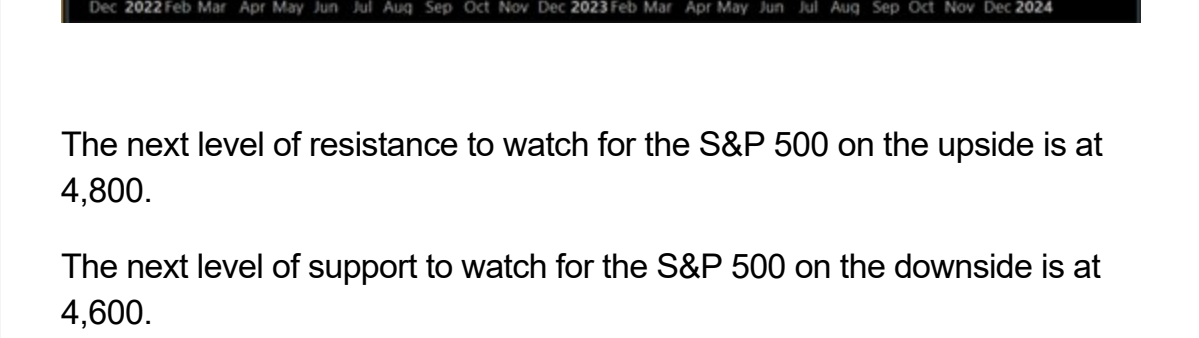 Dec 2022 Feb Mar Apr May Jun Jul Aug Sep Oct Nov Dec 2023 Feb Mar Apr May Jun Jul Aug Sep Oct Nov Dec 2024
The next level of resistance to watch for the S&P 500 on the upside is at
4,800.
The next level of support to watch for the S&P 500 on the downside is at
4,600.